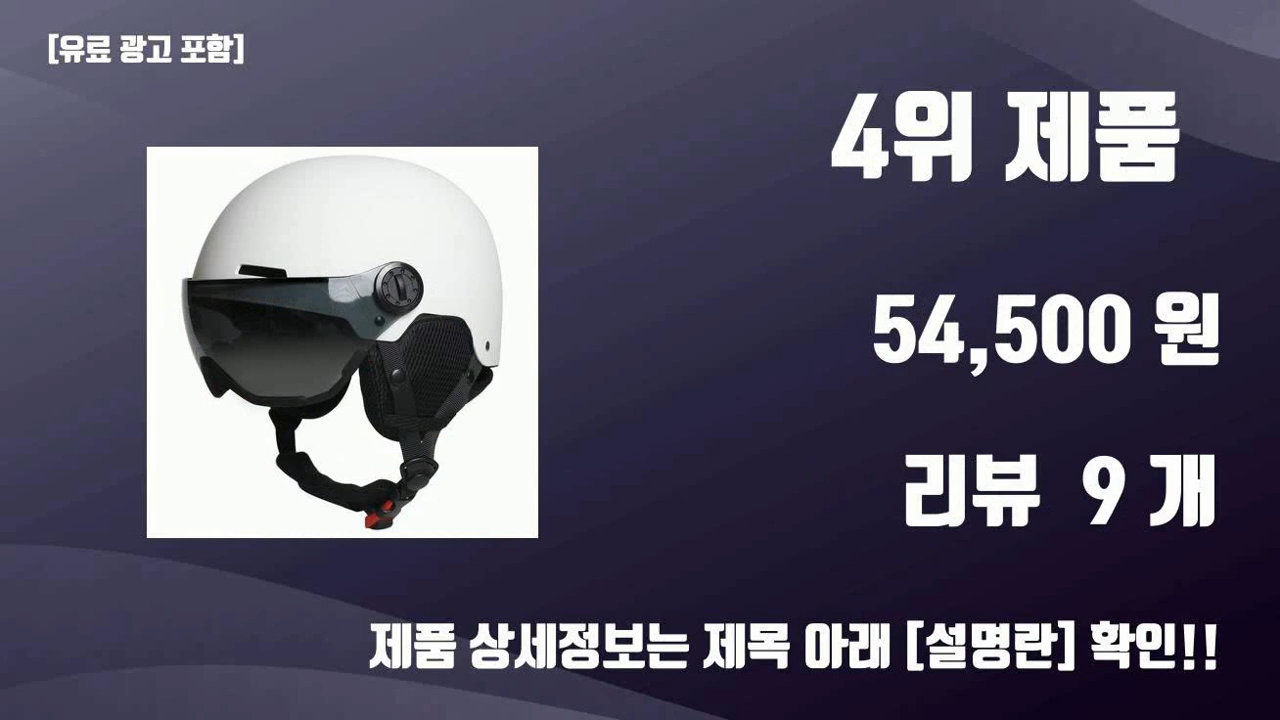 [유료 광고 포함]
4위 제품
54,500 원
리뷰 9 개
제품 상세정보는 제목 아래 [설명란] 확인!!